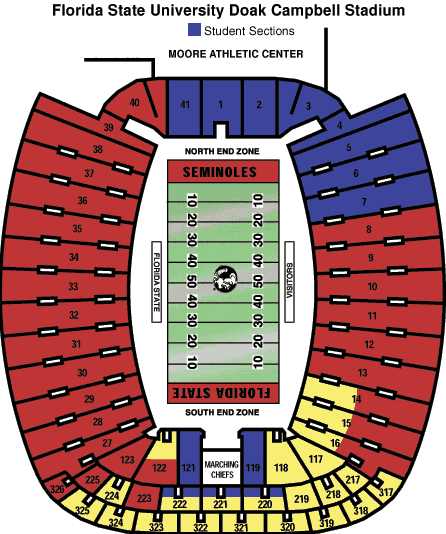 Florida State University Doak Campbell Stadium
Student Sections
MOORE ATHLETIC CENTER
40 41 1 2 3
39 4
38 5
37 6
36 7
35 8
34 9
33 10
32 11
31 12
30 13
29 14
28 15
27 16
NORTH END ZONE
SEMINOLES
10 10
20 20
30 30
40 40
50 50
40 40
30 30
20 20
10 10
FLORIDA STATE
VISITORS
FLORIDA STATE
SOUTH END ZONE
123 122 121 MARCHING CHIEFS 119 118 117
326 225 224 223 222 221 220 219 218 217 317
325 324 323 322 321 320 319 318